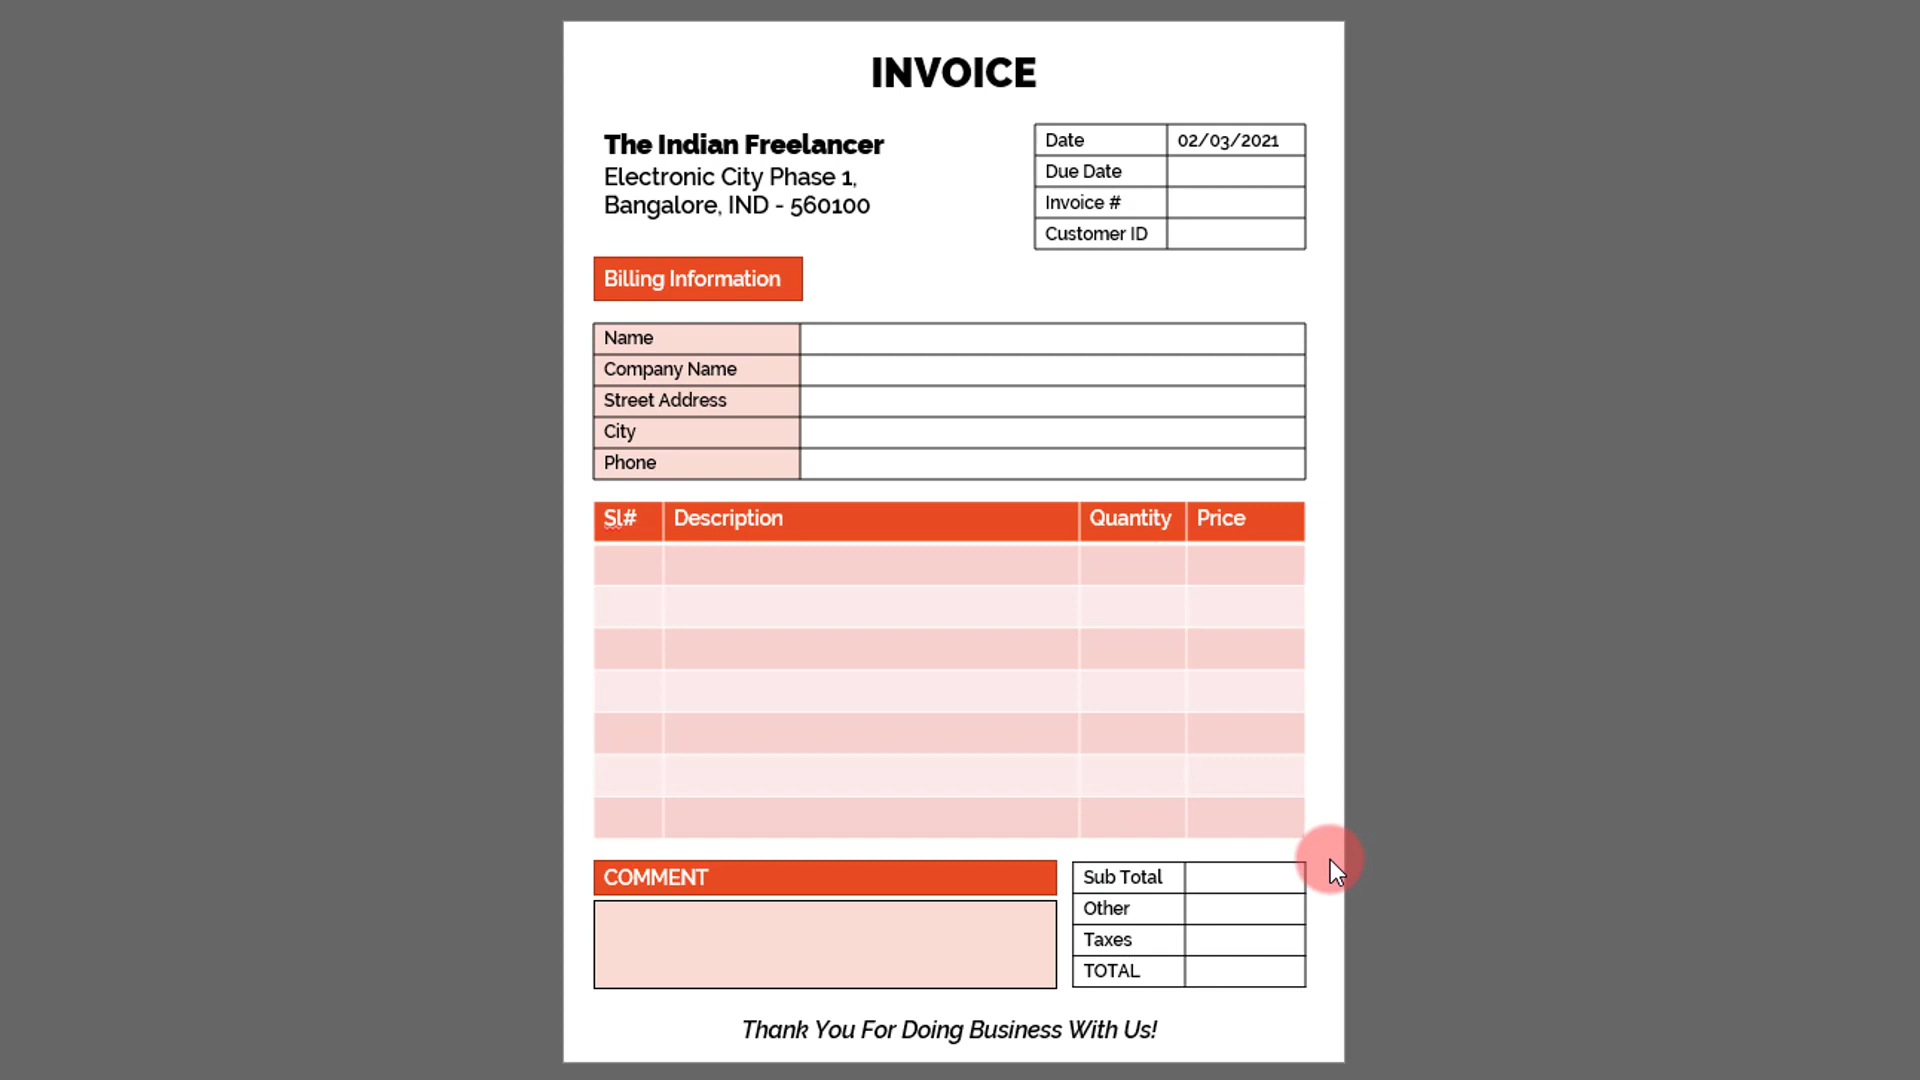 INVOICE
The Indian Freelancer
Electronic City Phase 1,
Bangalore, IND - 560100
Date 02/03/2021
Due Date
Invoice #
Customer ID
Billing Information
Name
Company Name
Street Address
City
Phone
Sl# Description Quantity Price
COMMENT
Sub Total
Other
Taxes
TOTAL
Thank You For Doing Business With Us!